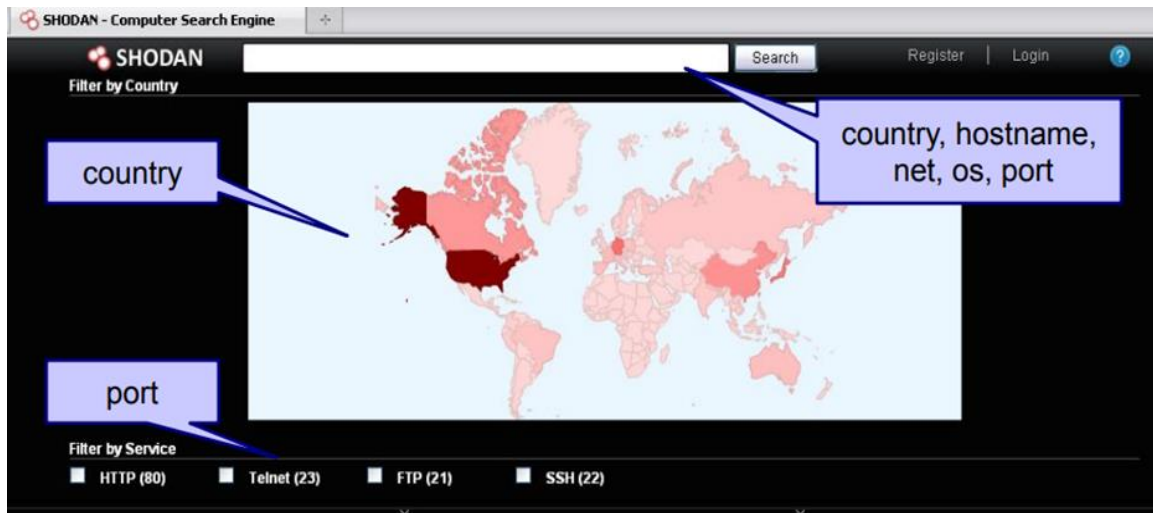 SHODAN - Computer Search Engine
SHODAN Search Register | Login ?
Filter by Country
country, hostname,
net, os, port
country
port
Filter by Service
HTTP (80) Telnet (23) FTP (21) SSH (22)